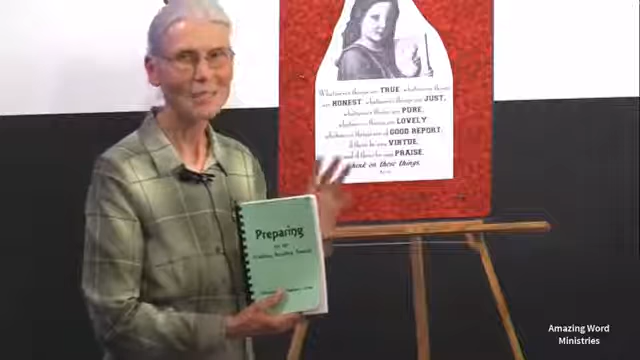 Whatsoever things are TRUE, whatsoever things
are HONEST, whatsoever things are JUST,
whatsoever things are PURE,
whatsoever things are LOVELY
whatsoever things are of GOOD REPORT;
if there be any VIRTUE,
and if there be any PRAISE,
think on these things.
Preparing
Amazing Word
Ministries